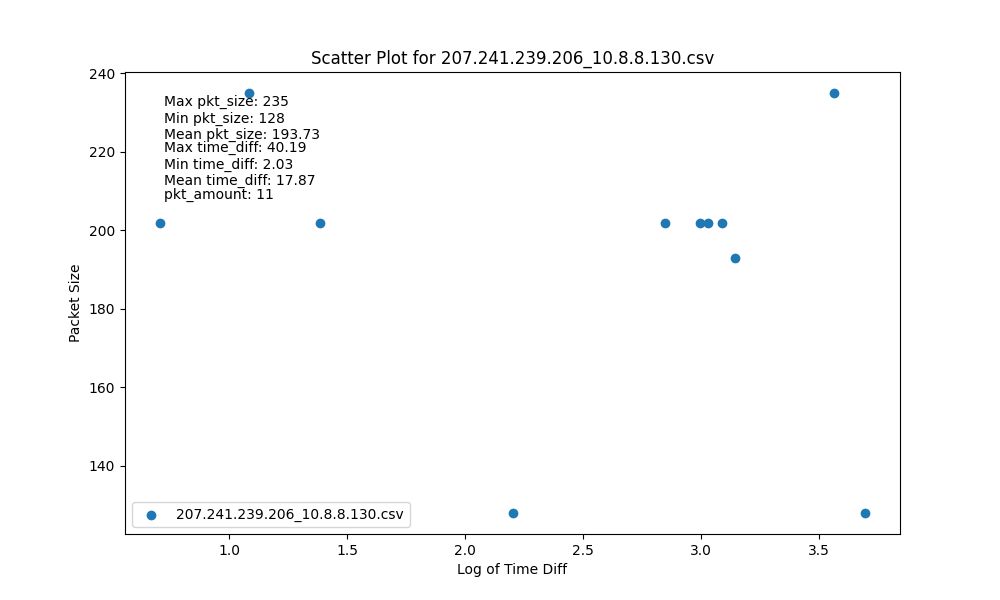 Scatter Plot for 207.241.239.206_10.8.8.130.csv
240
220
200
180
160
140
Packet Size
Max pkt_size: 235
Min pkt_size: 128
Mean pkt_size: 193.73
Max time_diff: 40.19
Min time_diff: 2.03
Mean time_diff: 17.87
pkt_amount: 11
207.241.239.206_10.8.8.130.csv
1.0 1.5 2.0 2.5 3.0 3.5
Log of Time Diff